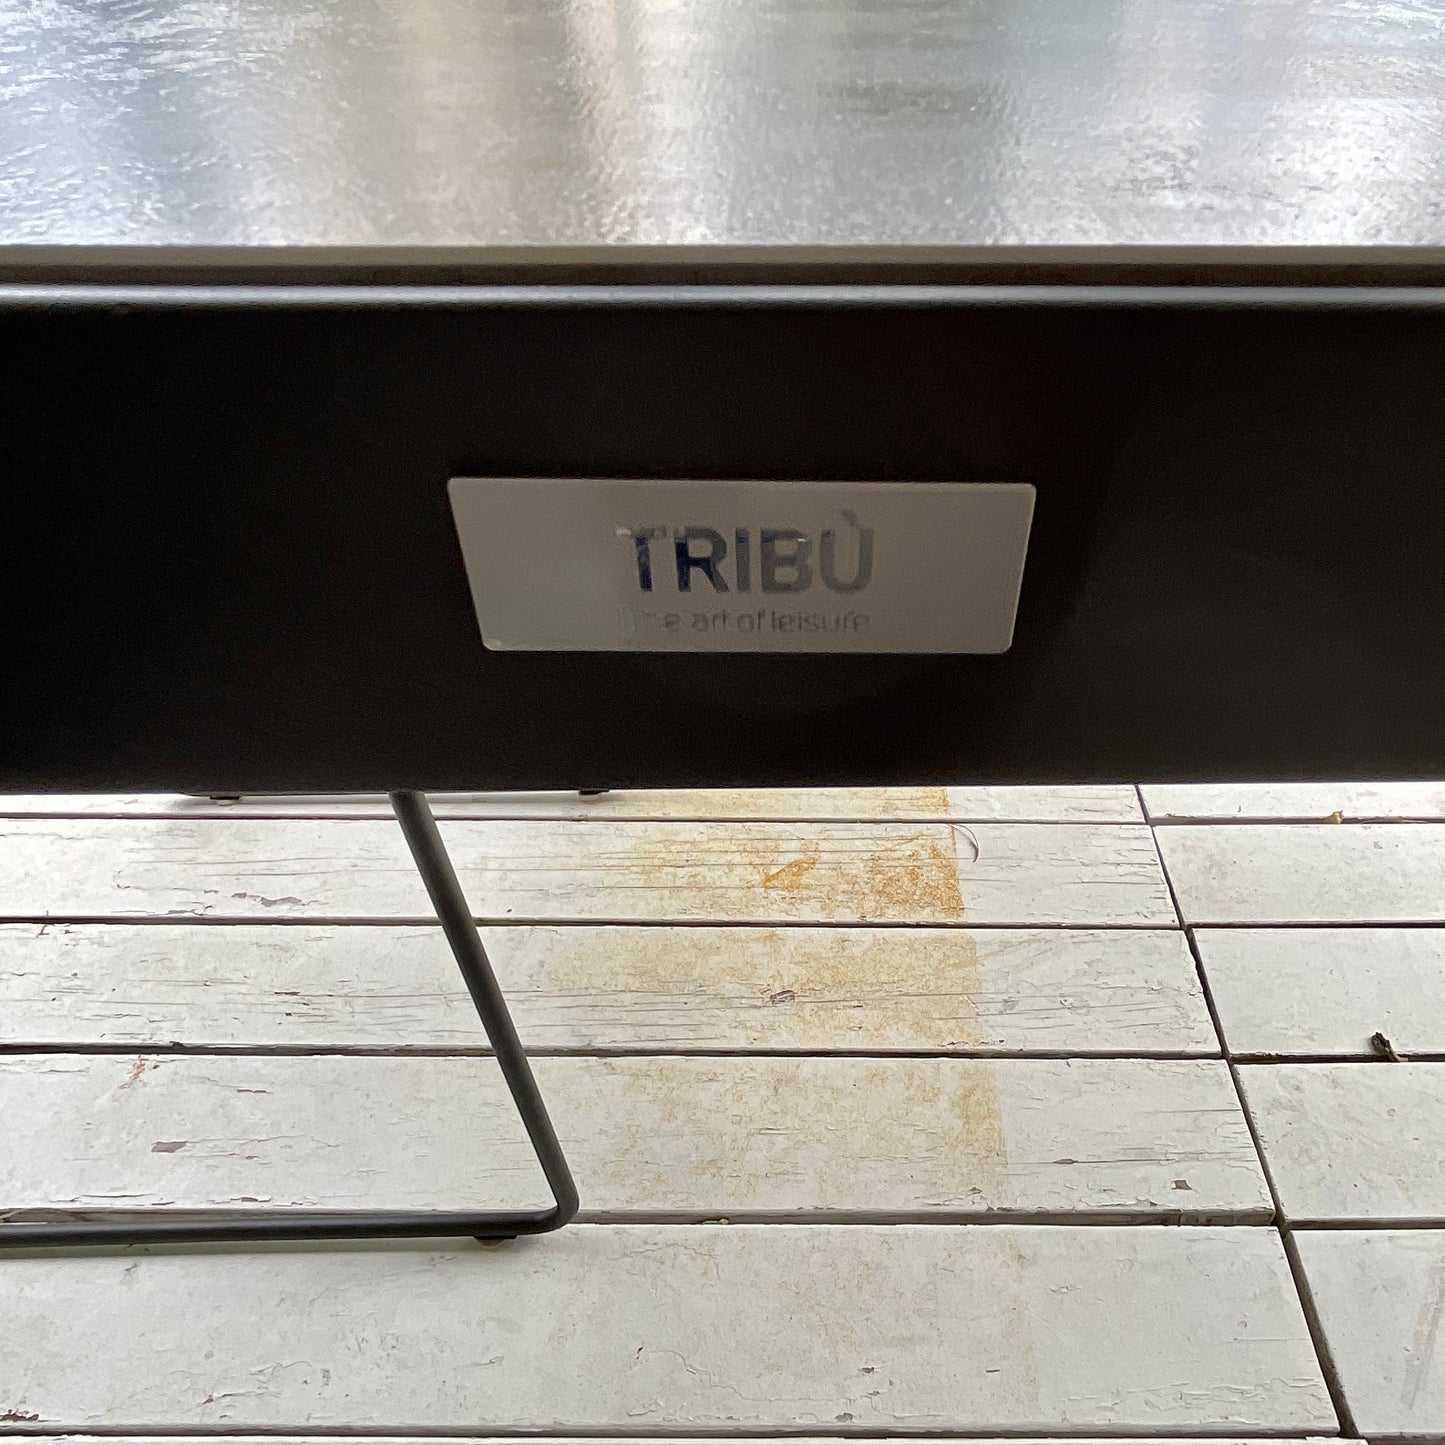 TRIBÙ
the art of leisure